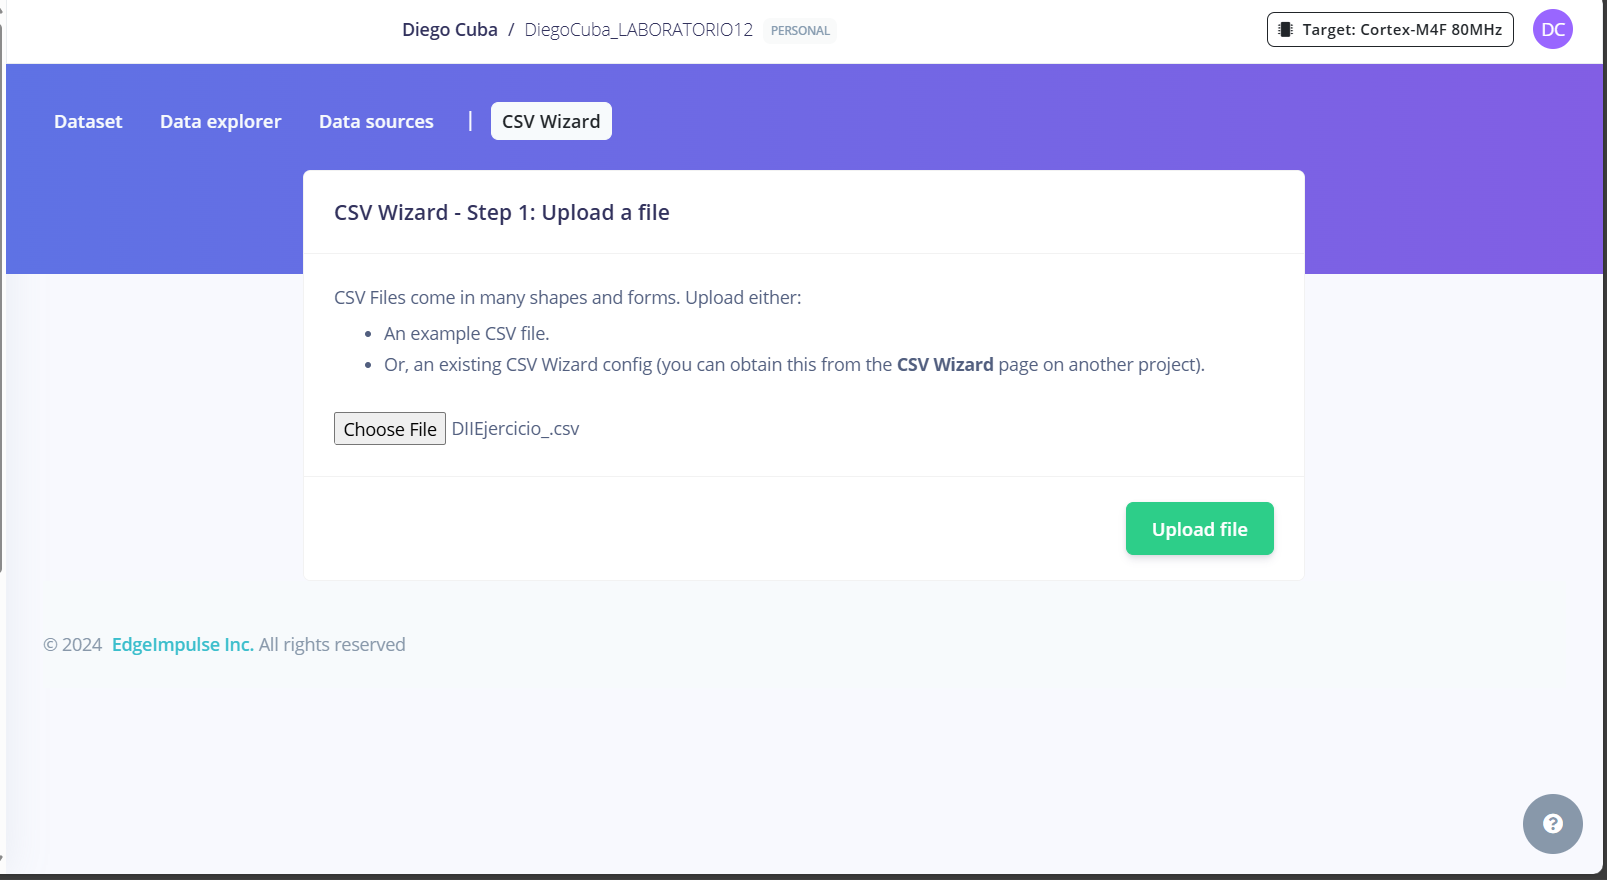 Diego Cuba / DiegoCuba_LABORATORIO12 PERSONAL
Target: Cortex-M4F 80MHz
DC
Dataset Data explorer Data sources | CSV Wizard
CSV Wizard - Step 1: Upload a file
CSV Files come in many shapes and forms. Upload either:
• An example CSV file.
• Or, an existing CSV Wizard config (you can obtain this from the CSV Wizard page on another project).
Choose File DIIEjercicio_.csv
Upload file
© 2024 EdgeImpulse Inc. All rights reserved
?